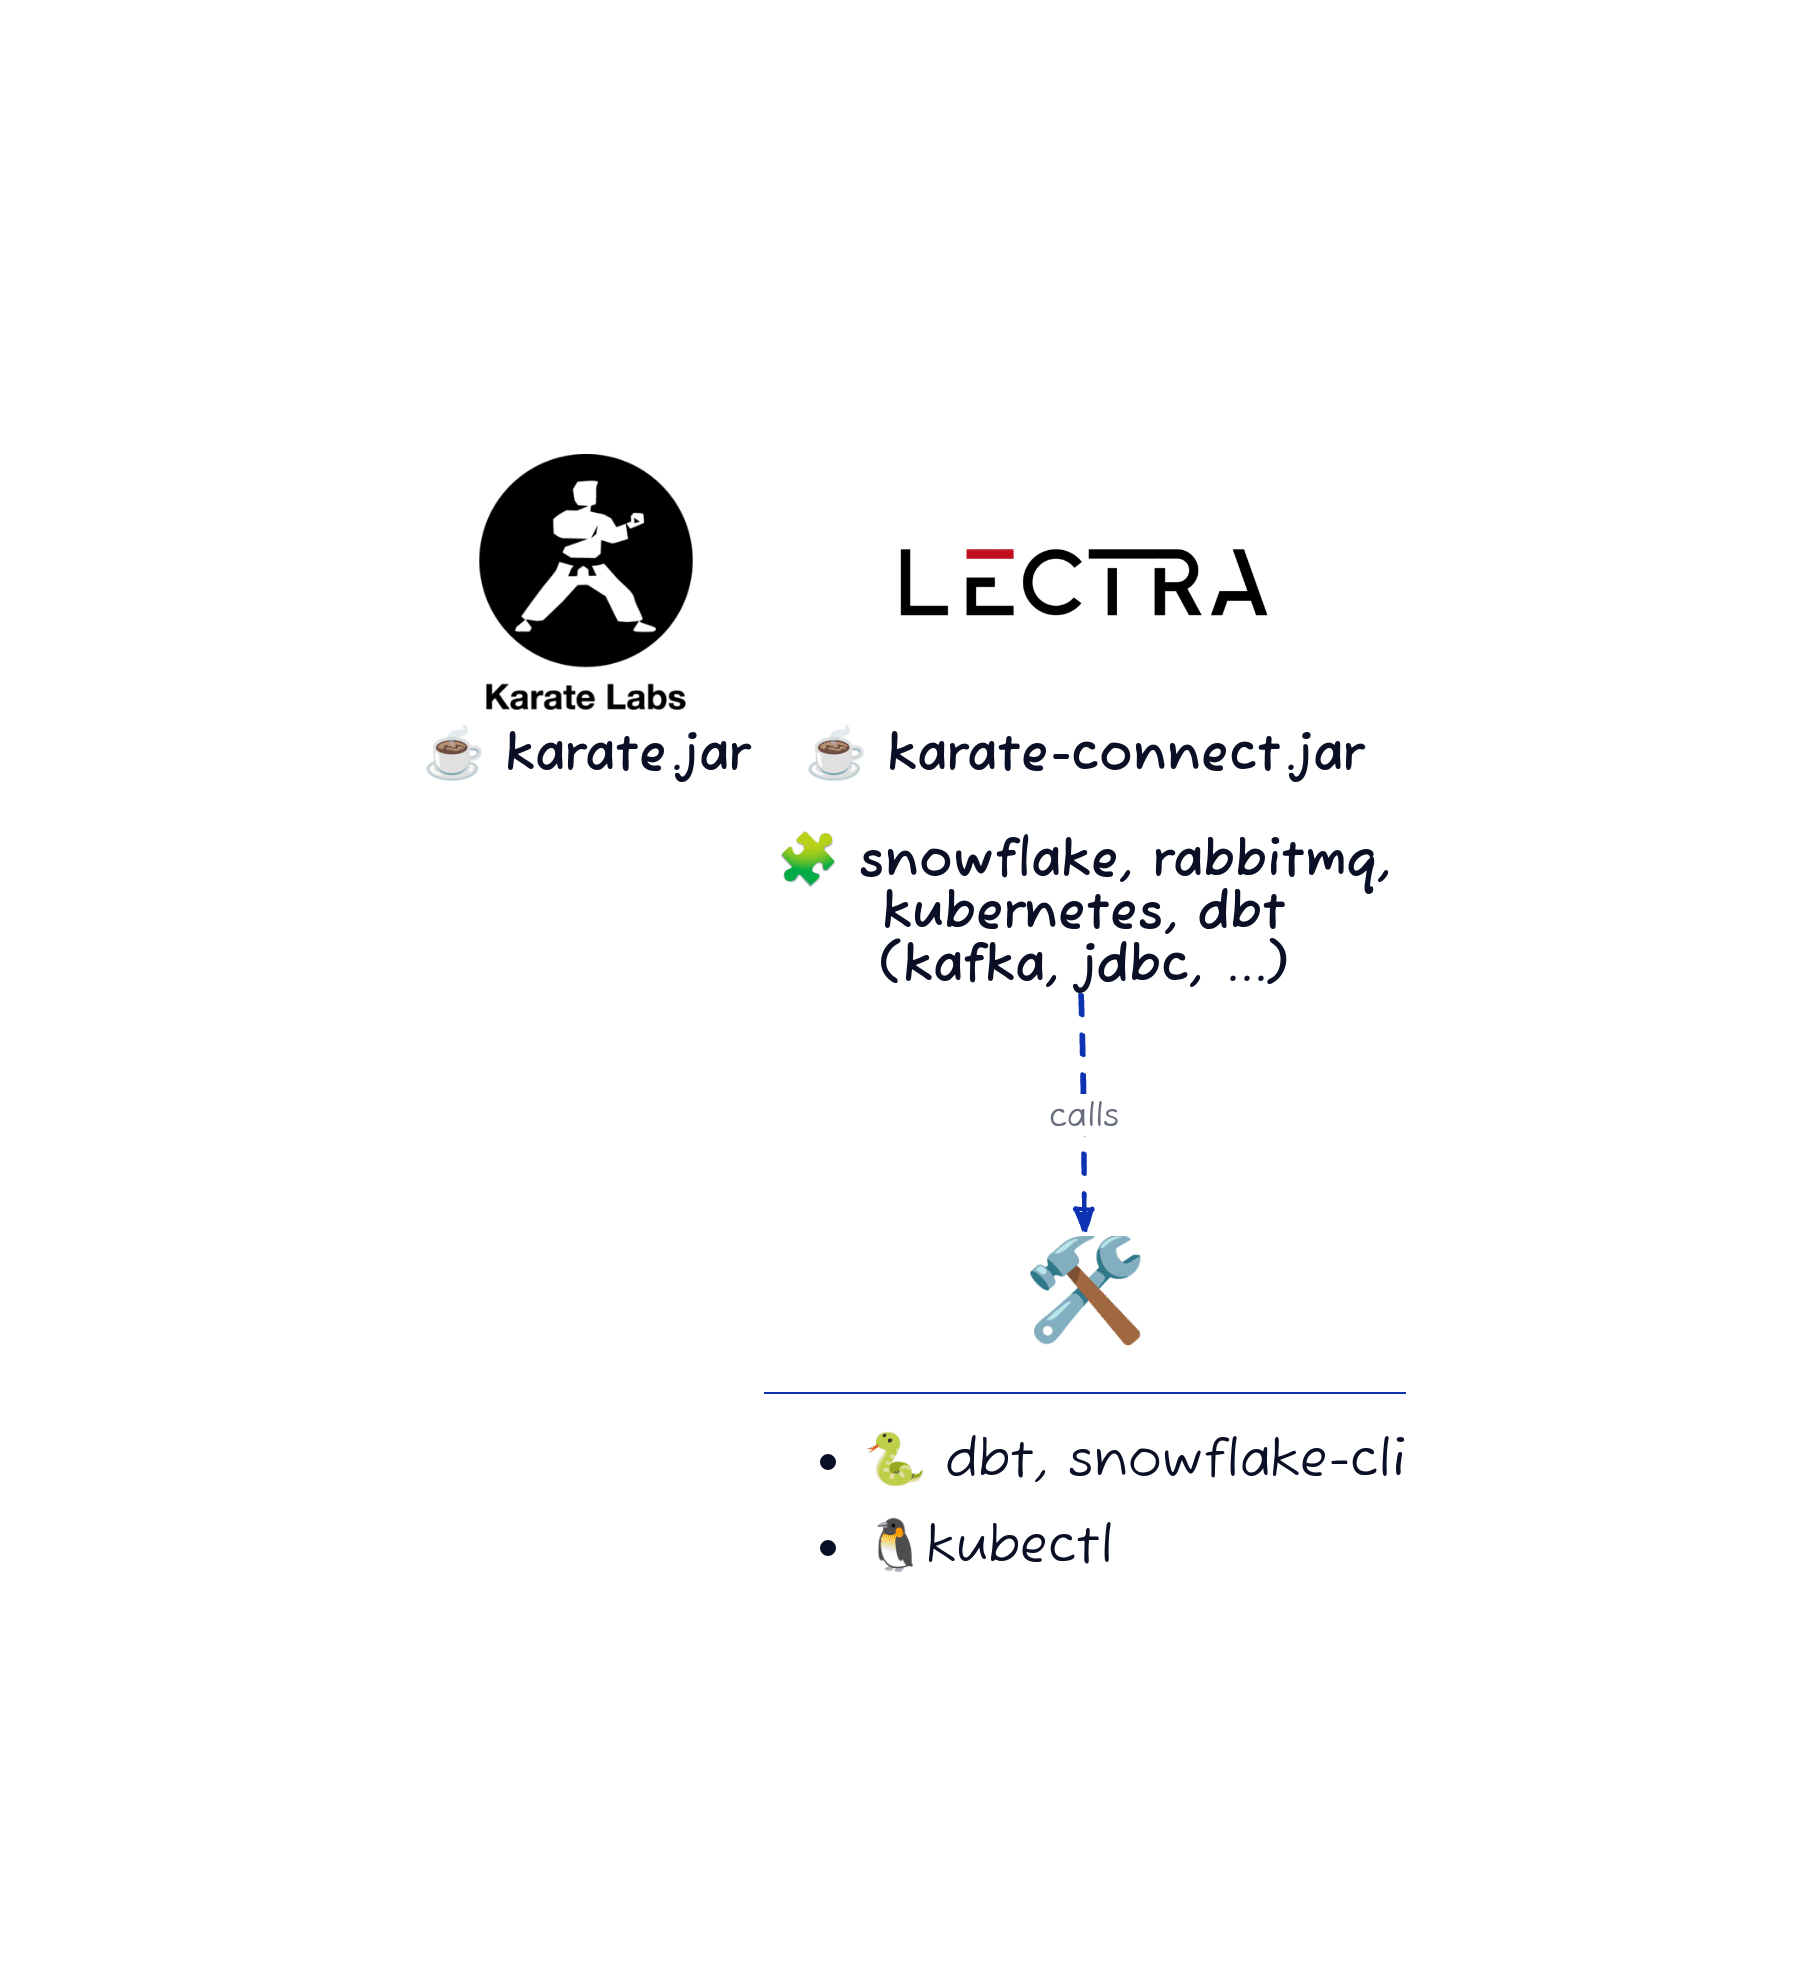 LECTRA
Karate Labs
☕ karate.jar
☕ karate-connect.jar
🧩 snowflake, rabbitmq,
kubernetes, dbt
(kafka, jdbc, ...)
calls
• 🐍 dbt, snowflake-cli
• 🐧kubectl